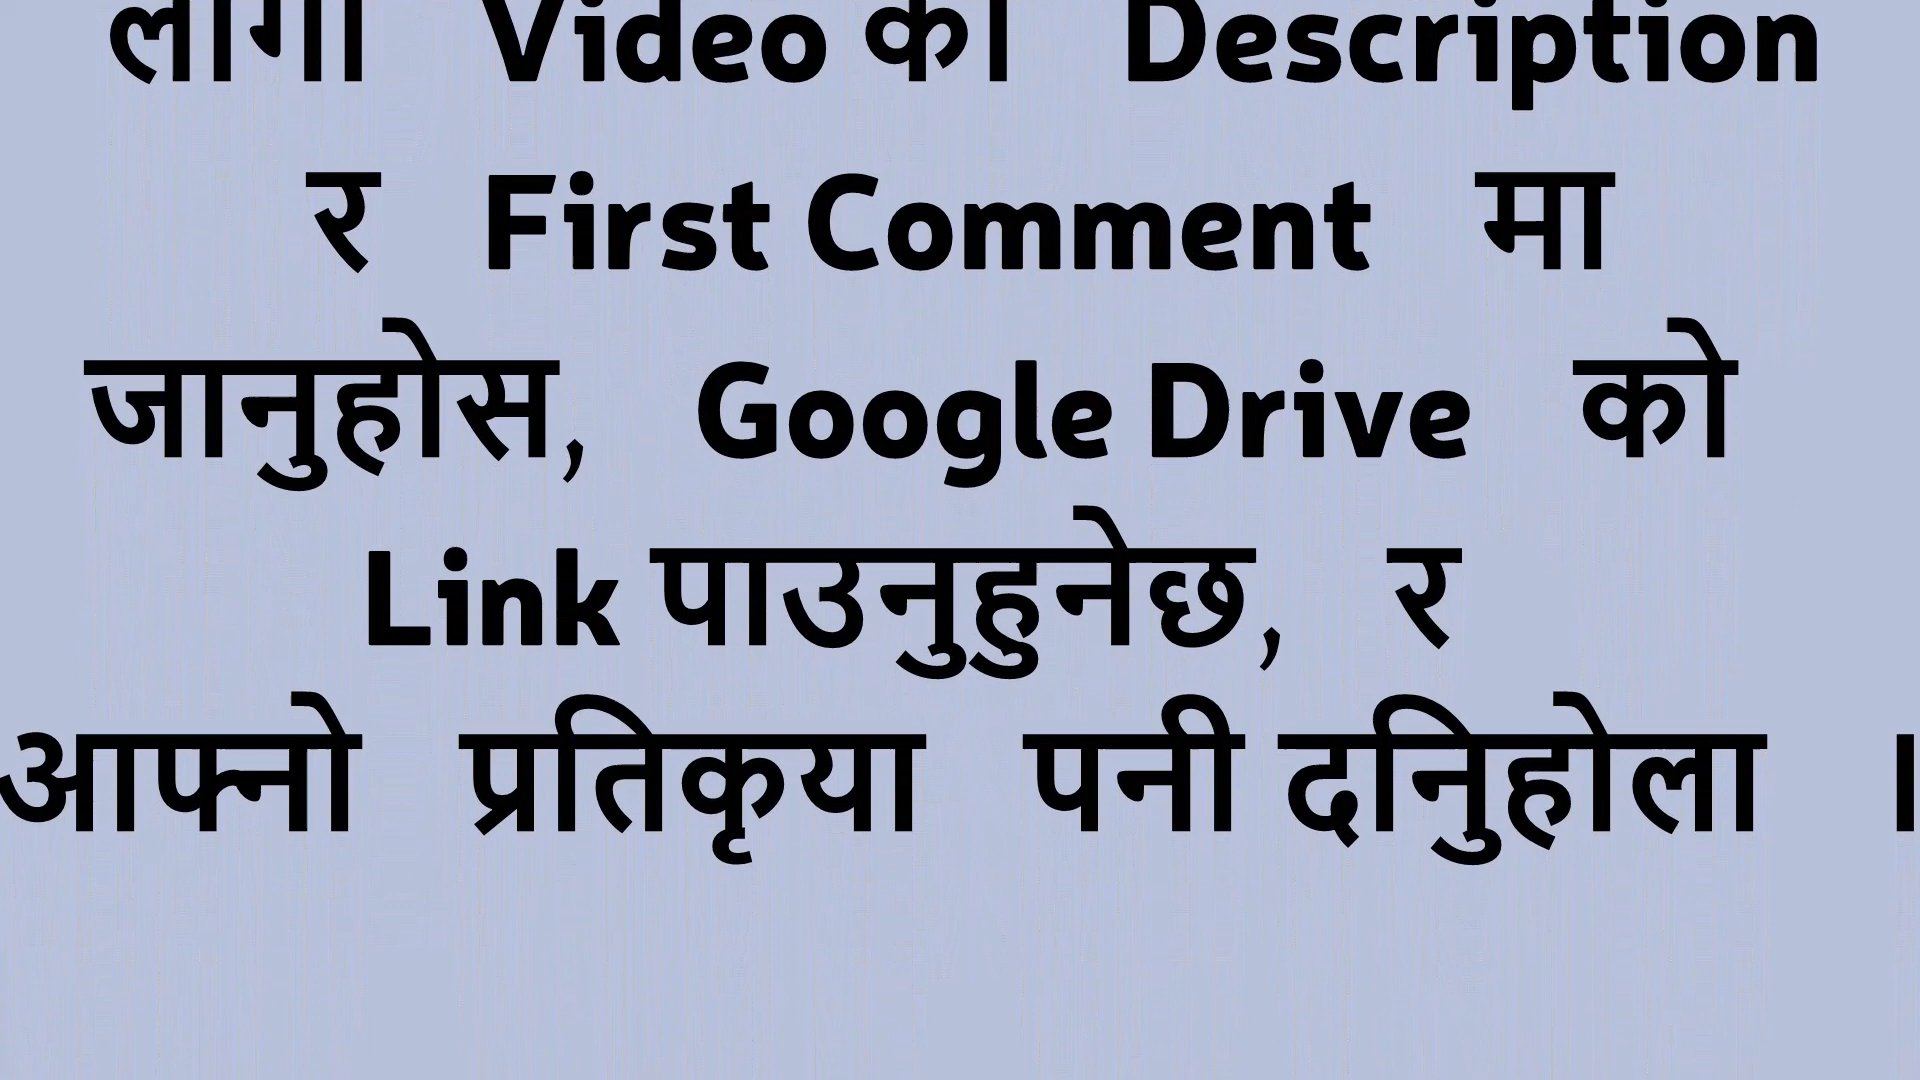 लागी Video को Description
र First Comment मा
जानुहोस, Google Drive को
Link पाउनुहुनेछ, र
आफ्नो प्रतिकृया पनी दनिुहोला ।